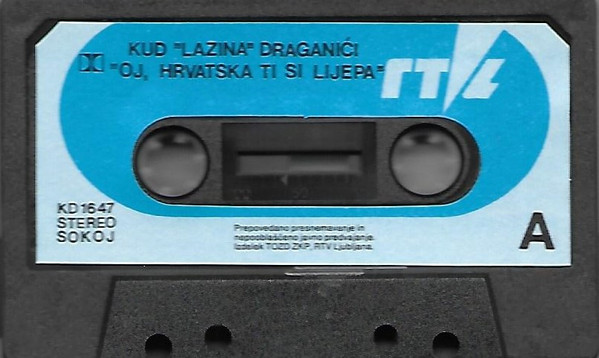 KUD "LAZINA" DRAGANIĆI
"OJ, HRVATSKA TI SI LIJEPA"
RTVL
KD 1647
STEREO
SOKOJ
Prepovedano presnemavanje in
nepooblaščeno javno predvajanje.
Izdelek TOZD ZKP, RTV Ljubljana.
A